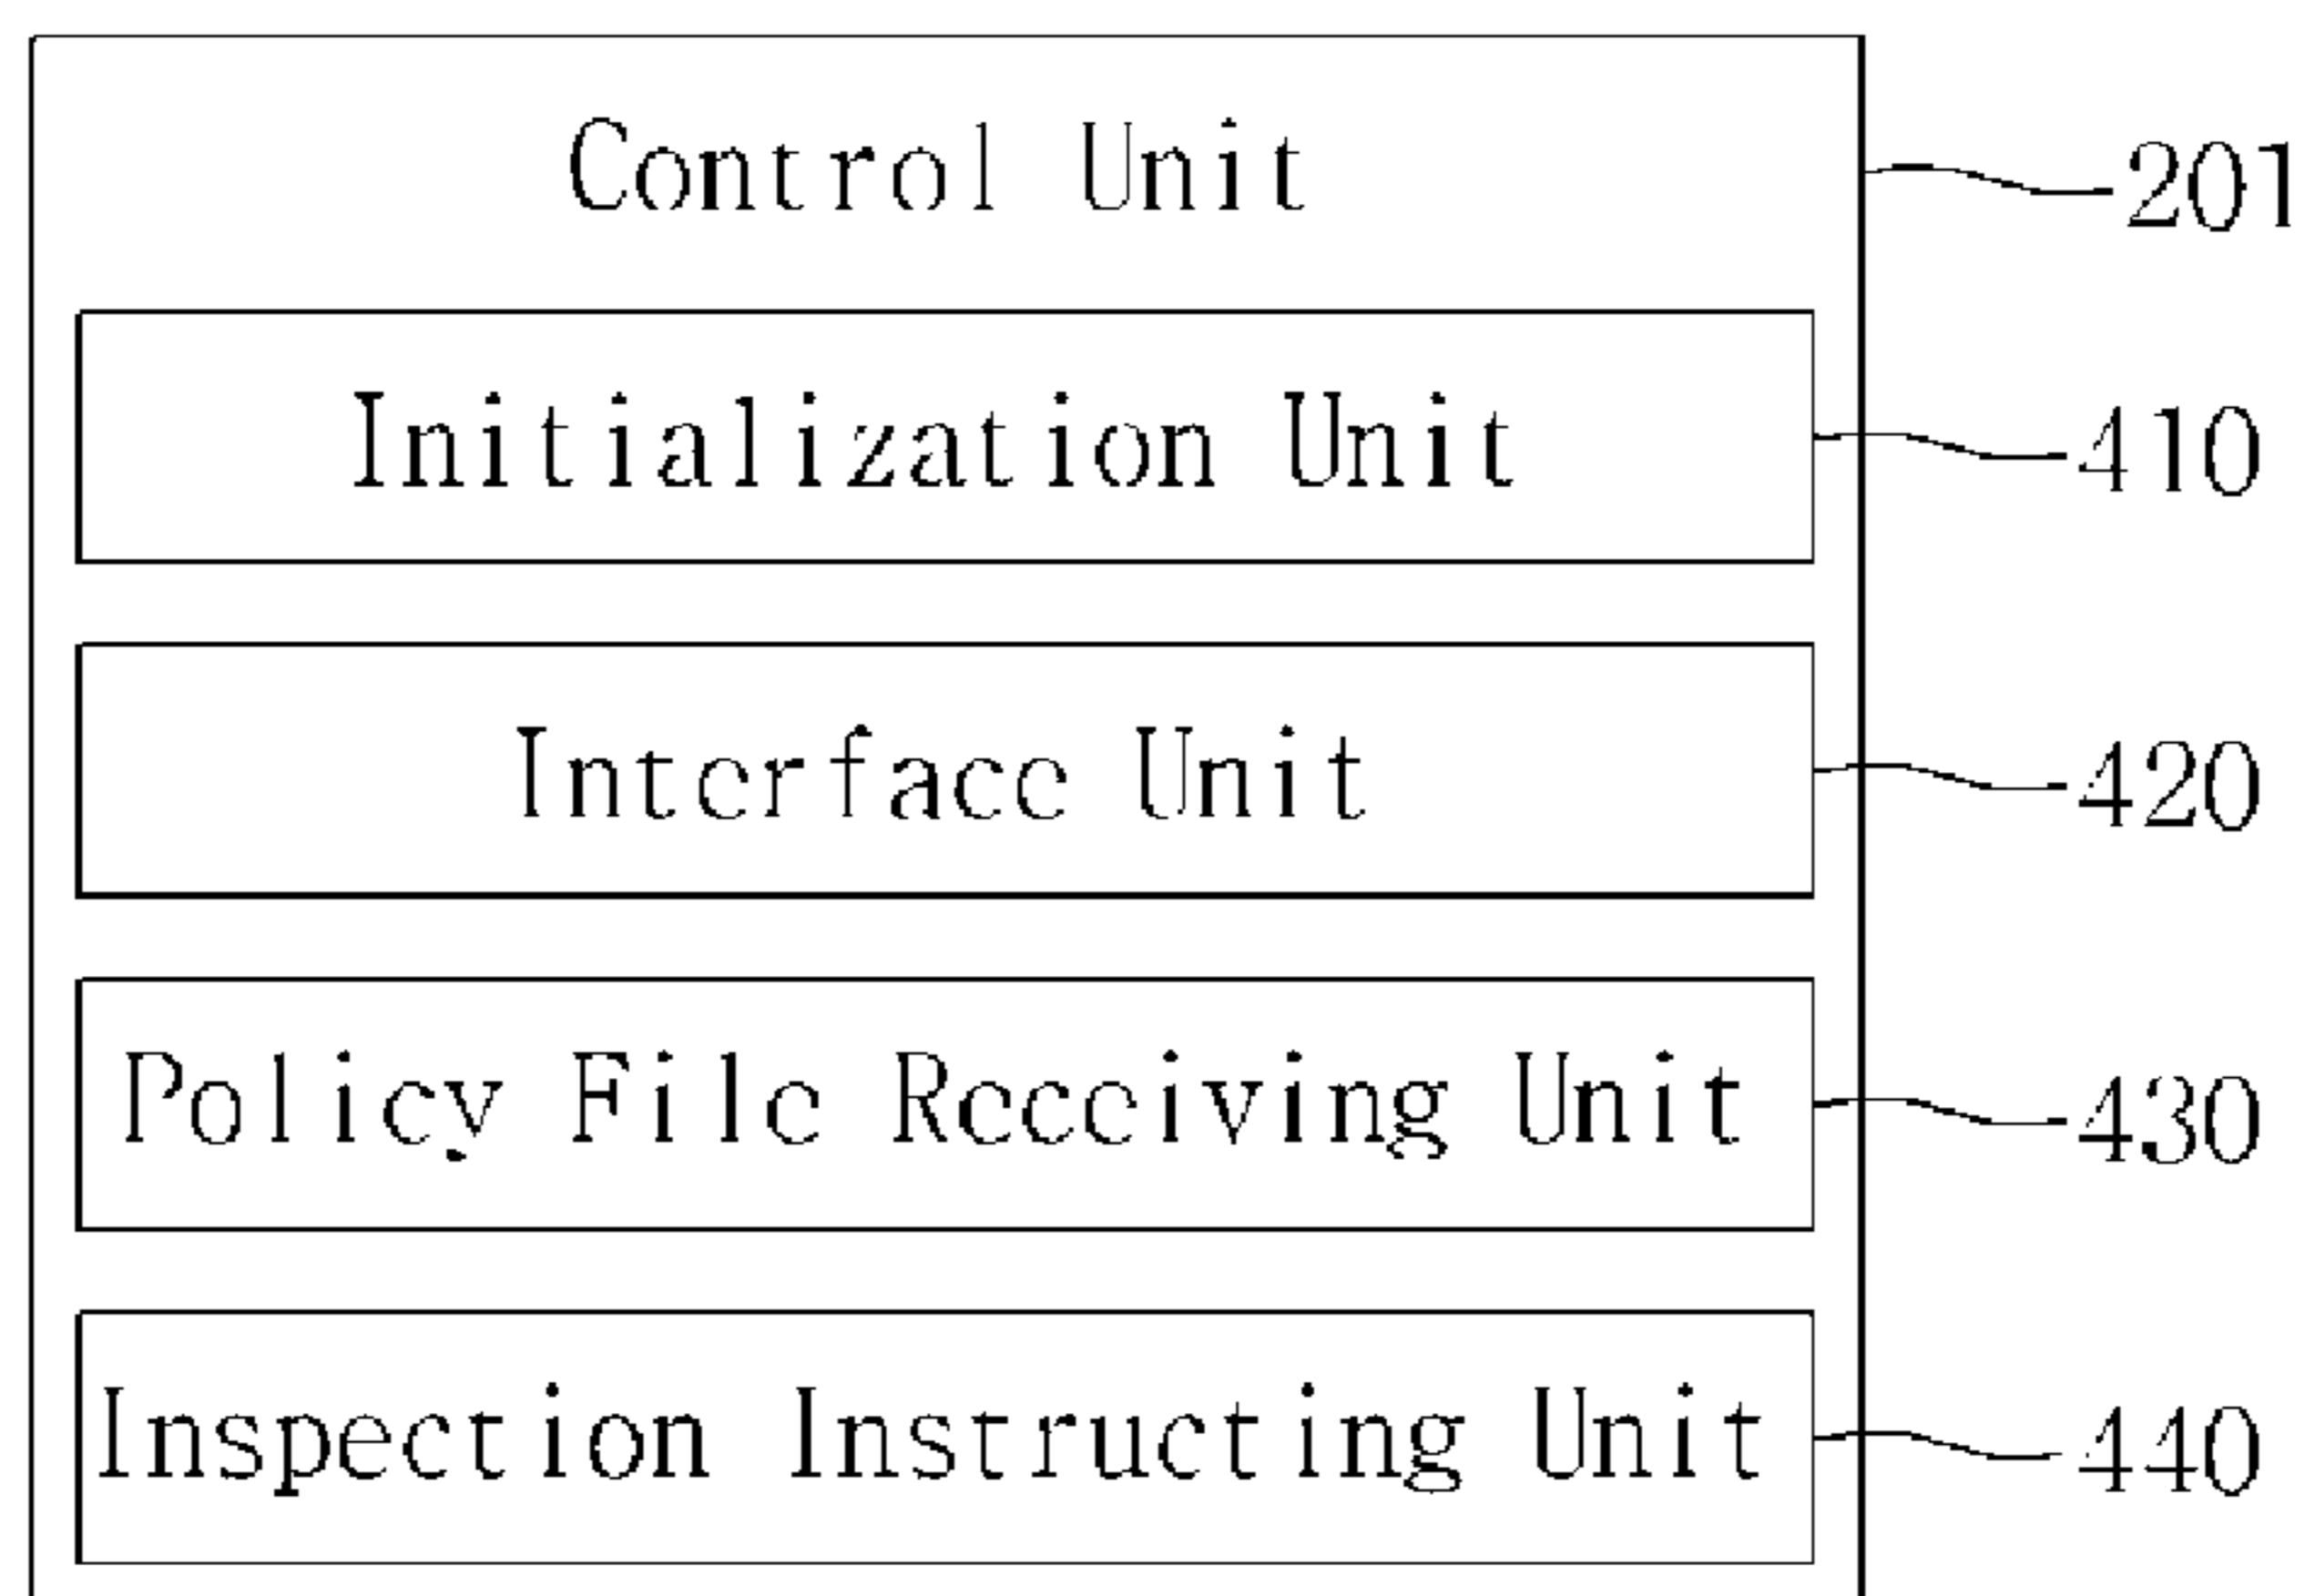 Control Unit 201
Initialization Unit 410
Interface Unit 420
Policy File Receiving Unit 430
Inspection Instructing Unit 440